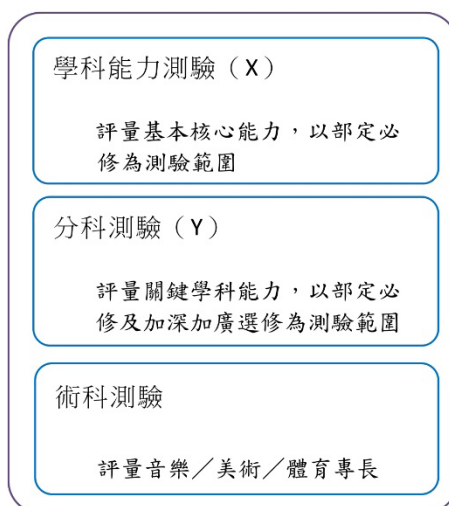 學科能力測驗（X）
評量基本核心能力，以部定必
修為測驗範圍
分科測驗（Y）
評量關鍵學科能力，以部定必
修及加深加廣選修為測驗範圍
術科測驗
評量音樂／美術／體育專長